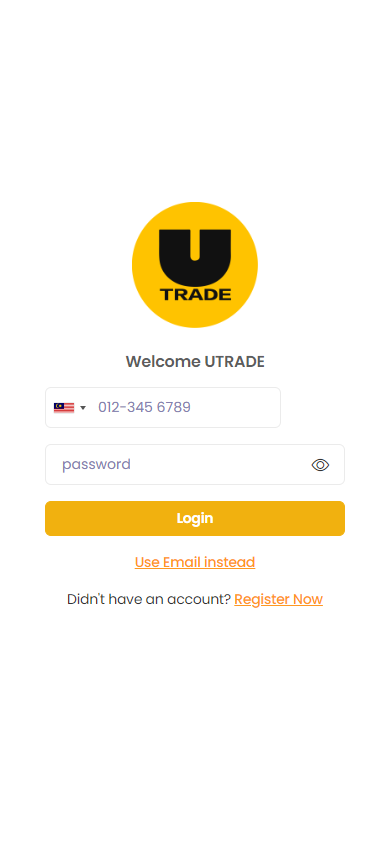 U
TRADE
Welcome UTRADE
012-345 6789
password
Login
Use Email instead
Didn't have an account? Register Now